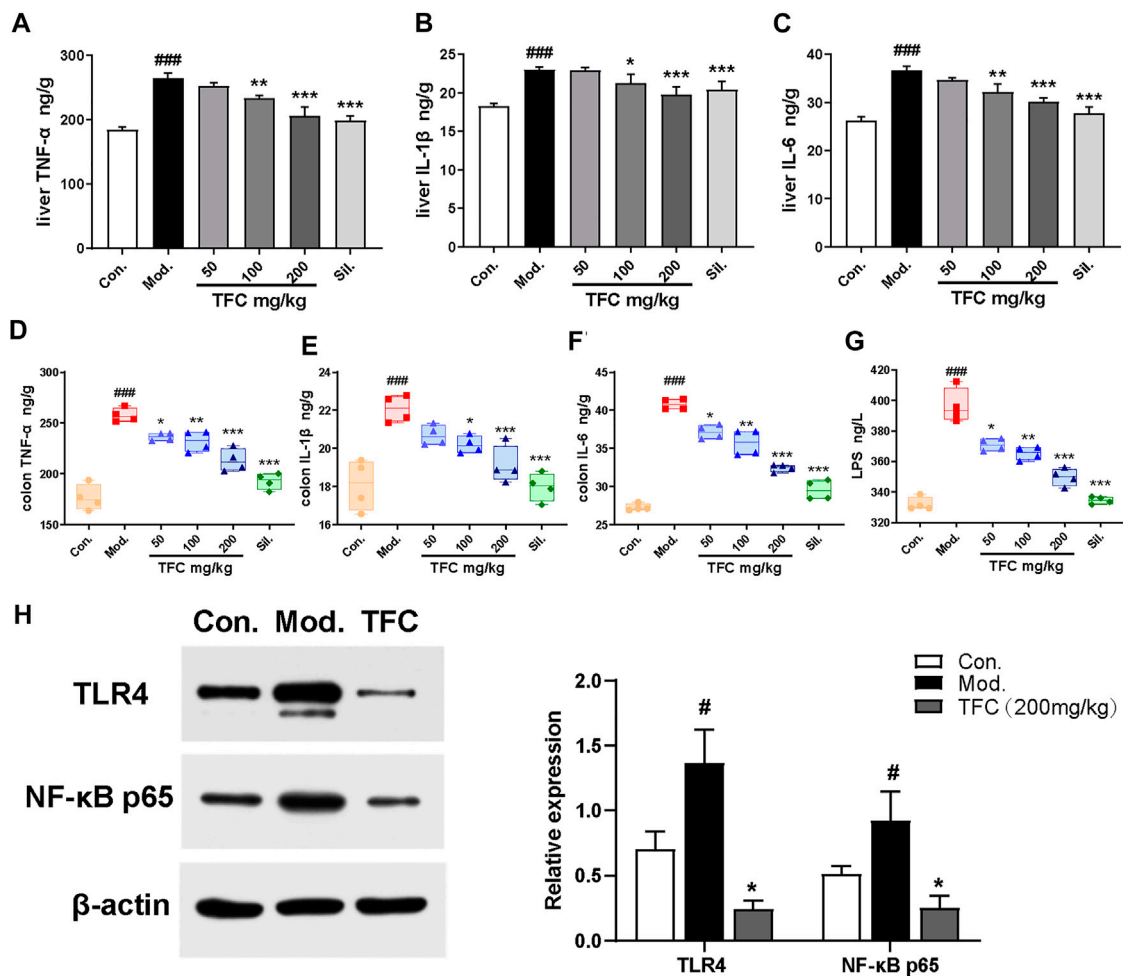 A
liver TNF-α ng/g
300
200
100
0
###
**
***
***
Con.
Mod.
50
100
200
Sil.
TFC mg/kg
B
liver IL-1β ng/g
25
20
15
10
5
0
###
*
***
***
Con.
Mod.
50
100
200
Sil.
TFC mg/kg
C
liver IL-6 ng/g
40
30
20
10
0
###
**
***
***
Con.
Mod.
50
100
200
Sil.
TFC mg/kg
D
colon TNF-α ng/g
300
250
200
150
###
*
**
***
***
Con.
Mod.
50
100
200
Sil.
TFC mg/kg
E
colon IL-1β ng/g
24
22
20
18
16
###
*
***
***
Con.
Mod.
50
100
200
Sil.
TFC mg/kg
F
colon IL-6 ng/g
45
40
35
30
25
###
*
**
***
***
Con.
Mod.
50
100
200
Sil.
TFC mg/kg
G
LPS ng/L
420
400
380
360
340
320
###
*
**
***
***
Con.
Mod.
50
100
200
Sil.
TFC mg/kg
H
Con. Mod. TFC
TLR4
NF-κB p65
β-actin
Relative expression
2.0
1.5
1.0
0.5
0.0
Con.
Mod.
TFC (200mg/kg)
#
*
#
*
TLR4
NF-κB p65